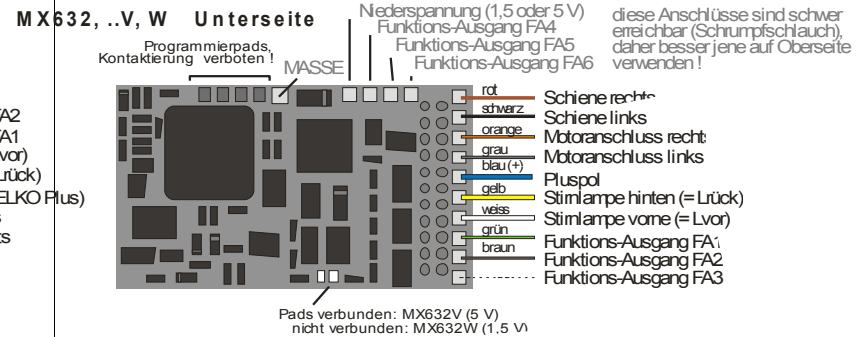 MX632, ..V, W Unterseite
Niederspannung (1,5 oder 5 V)
Funktions-Ausgang FA4
Funktions-Ausgang FA5
Funktions-Ausgang FA6
diese Anschlüsse sind schwer
erreichbar (Schrumpfschlauch),
daher besser jene auf Oberseite
verwenden !
Programmierpads,
Kontaktierung verboten !
MASSE
FA2
FA1
vor)
Lrück)
ELKO Plus)
s
ts
rot
Schiene rechts
schwarz
Schiene links
orange
Motoranschluss rechts
grau
Motoranschluss links
blau (+)
Pluspol
gelb
Stirnlampe hinten (= Lrück)
weiss
Stirnlampe vorne (= Lvor)
grün
Funktions-Ausgang FA1
braun
Funktions-Ausgang FA2
Funktions-Ausgang FA3
Pads verbunden: MX632V (5 V)
nicht verbunden: MX632W (1,5 V)